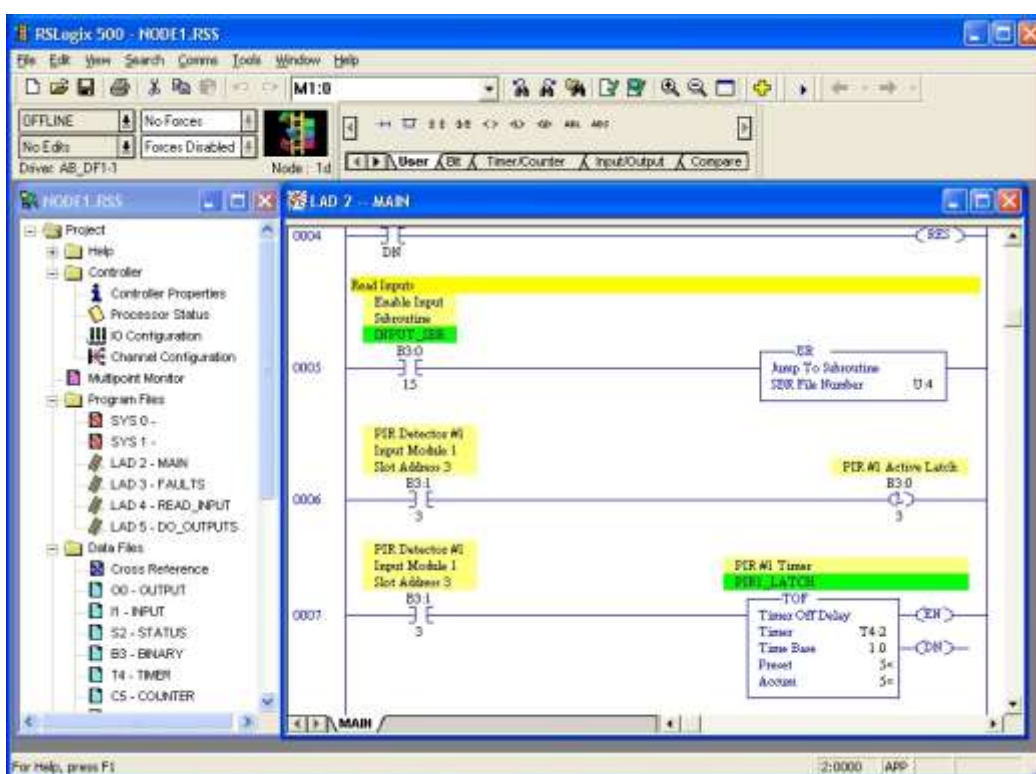 RSLogix 500 - NODE1.RSS
File Edit View Search Comms Tools Window Help
M1:0
OFFLINE No Forces
No Edits Forces Disabled
Driver: AB_DF1-1 Node: 1d
User Bit Timer/Counter Input/Output Compare
NODE1.RSS
Project
Help
Controller
Controller Properties
Processor Status
IO Configuration
Channel Configuration
Multipoint Monitor
Program Files
SYS 0 -
SYS 1 -
LAD 2 - MAIN
LAD 3 - FAULTS
LAD 4 - READ_INPUT
LAD 5 - DO_OUTPUTS
Data Files
Cross Reference
O0 - OUTPUT
I1 - INPUT
S2 - STATUS
B3 - BINARY
T4 - TIMER
C5 - COUNTER
LAD 2 -- MAIN
0004
DN
RES
Read Inputs
Enable Input
Subroutine
INPUT_SBR
B3:0
0005
15
Jump To Subroutine
SBR File Number U:4
PIR Detector #1
Input Module 1
Slot Address 3
B3:1
0006
3
PIR #1 Active Latch
B3:0
L
3
PIR Detector #1
Input Module 1
Slot Address 3
B3:1
0007
3
PIR #1 Timer
PIR1_LATCH
TOF
Timer Off Delay
Timer T4:2
Time Base 1.0
Preset 5<
Accum 5<
EN
DN
MAIN
For Help, press F1
2:0000 APP